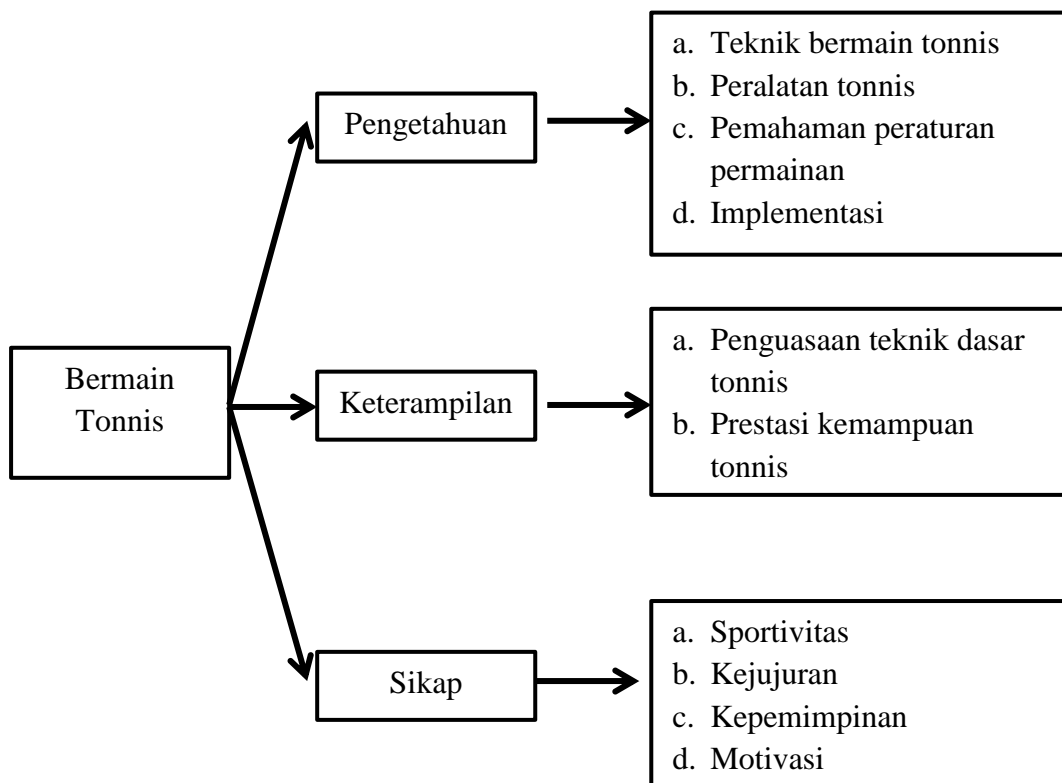 Bermain
Tonnis
Pengetahuan
a. Teknik bermain tonnis
b. Peralatan tonnis
c. Pemahaman peraturan
permainan
d. Implementasi
Keterampilan
a. Penguasaan teknik dasar
tonnis
b. Prestasi kemampuan
tonnis
Sikap
a. Sportivitas
b. Kejujuran
c. Kepemimpinan
d. Motivasi